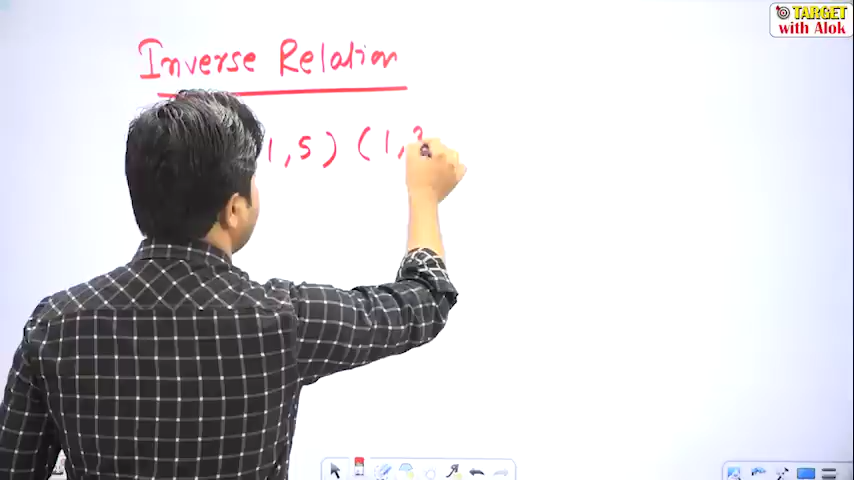 TARGET
with Alok
Inverse Relation
1, 5) (1,